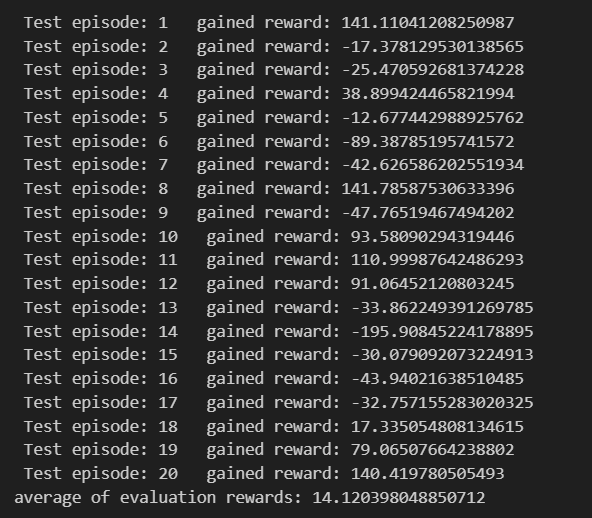 Test episode: 1 gained reward: 141.11041208250987
Test episode: 2 gained reward: -17.378129530138565
Test episode: 3 gained reward: -25.470592681374228
Test episode: 4 gained reward: 38.899424465821994
Test episode: 5 gained reward: -12.677442988925762
Test episode: 6 gained reward: -89.38785195741572
Test episode: 7 gained reward: -42.626586202551934
Test episode: 8 gained reward: 141.78587530633396
Test episode: 9 gained reward: -47.76519467494202
Test episode: 10 gained reward: 93.58090294319446
Test episode: 11 gained reward: 110.99987642486293
Test episode: 12 gained reward: 91.06452120803245
Test episode: 13 gained reward: -33.862249391269785
Test episode: 14 gained reward: -195.90845224178895
Test episode: 15 gained reward: -30.079092073224913
Test episode: 16 gained reward: -43.94021638510485
Test episode: 17 gained reward: -32.757155283020325
Test episode: 18 gained reward: 17.335054808134615
Test episode: 19 gained reward: 79.06507664238802
Test episode: 20 gained reward: 140.419780505493
average of evaluation rewards: 14.120398048850712